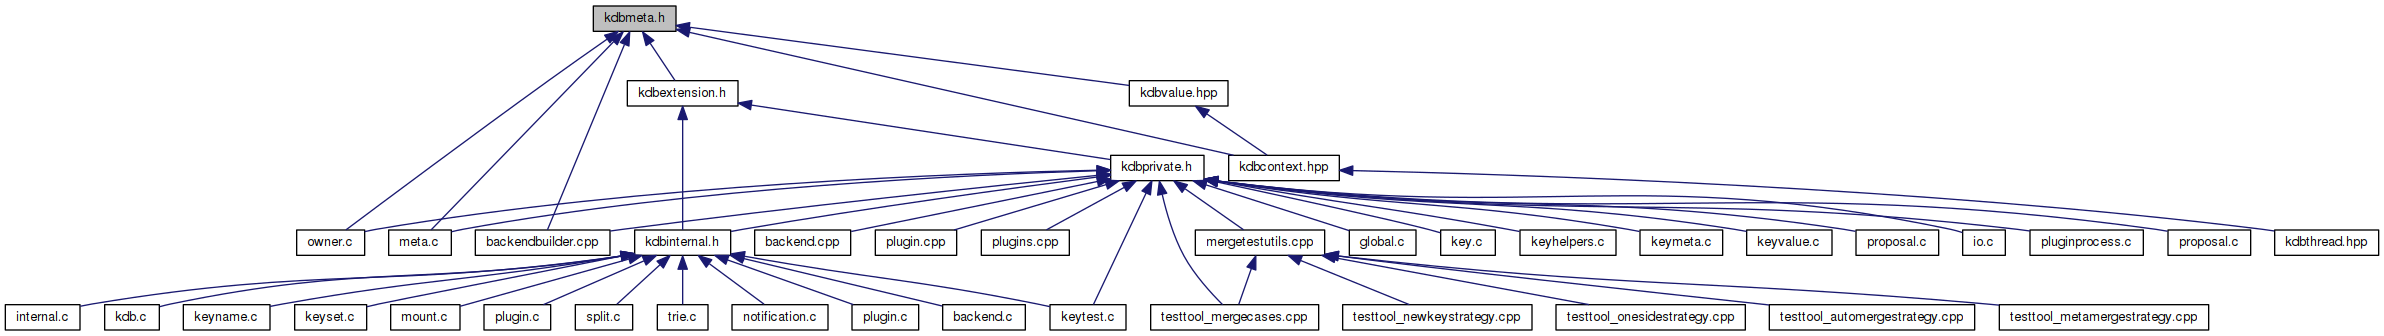 kdbmeta.h
kdbextension.h
kdbvalue.hpp
kdbprivate.h
kdbcontext.hpp
owner.c
meta.c
backendbuilder.cpp
kdbinternal.h
backend.cpp
plugin.cpp
plugins.cpp
mergetestutils.cpp
global.c
key.c
keyhelpers.c
keymeta.c
keyvalue.c
proposal.c
io.c
pluginprocess.c
proposal.c
kdbthread.hpp
internal.c
kdb.c
keyname.c
keyset.c
mount.c
plugin.c
split.c
trie.c
notification.c
plugin.c
backend.c
keytest.c
testtool_mergecases.cpp
testtool_newkeystrategy.cpp
testtool_onesidestrategy.cpp
testtool_automergestrategy.cpp
testtool_metamergestrategy.cpp